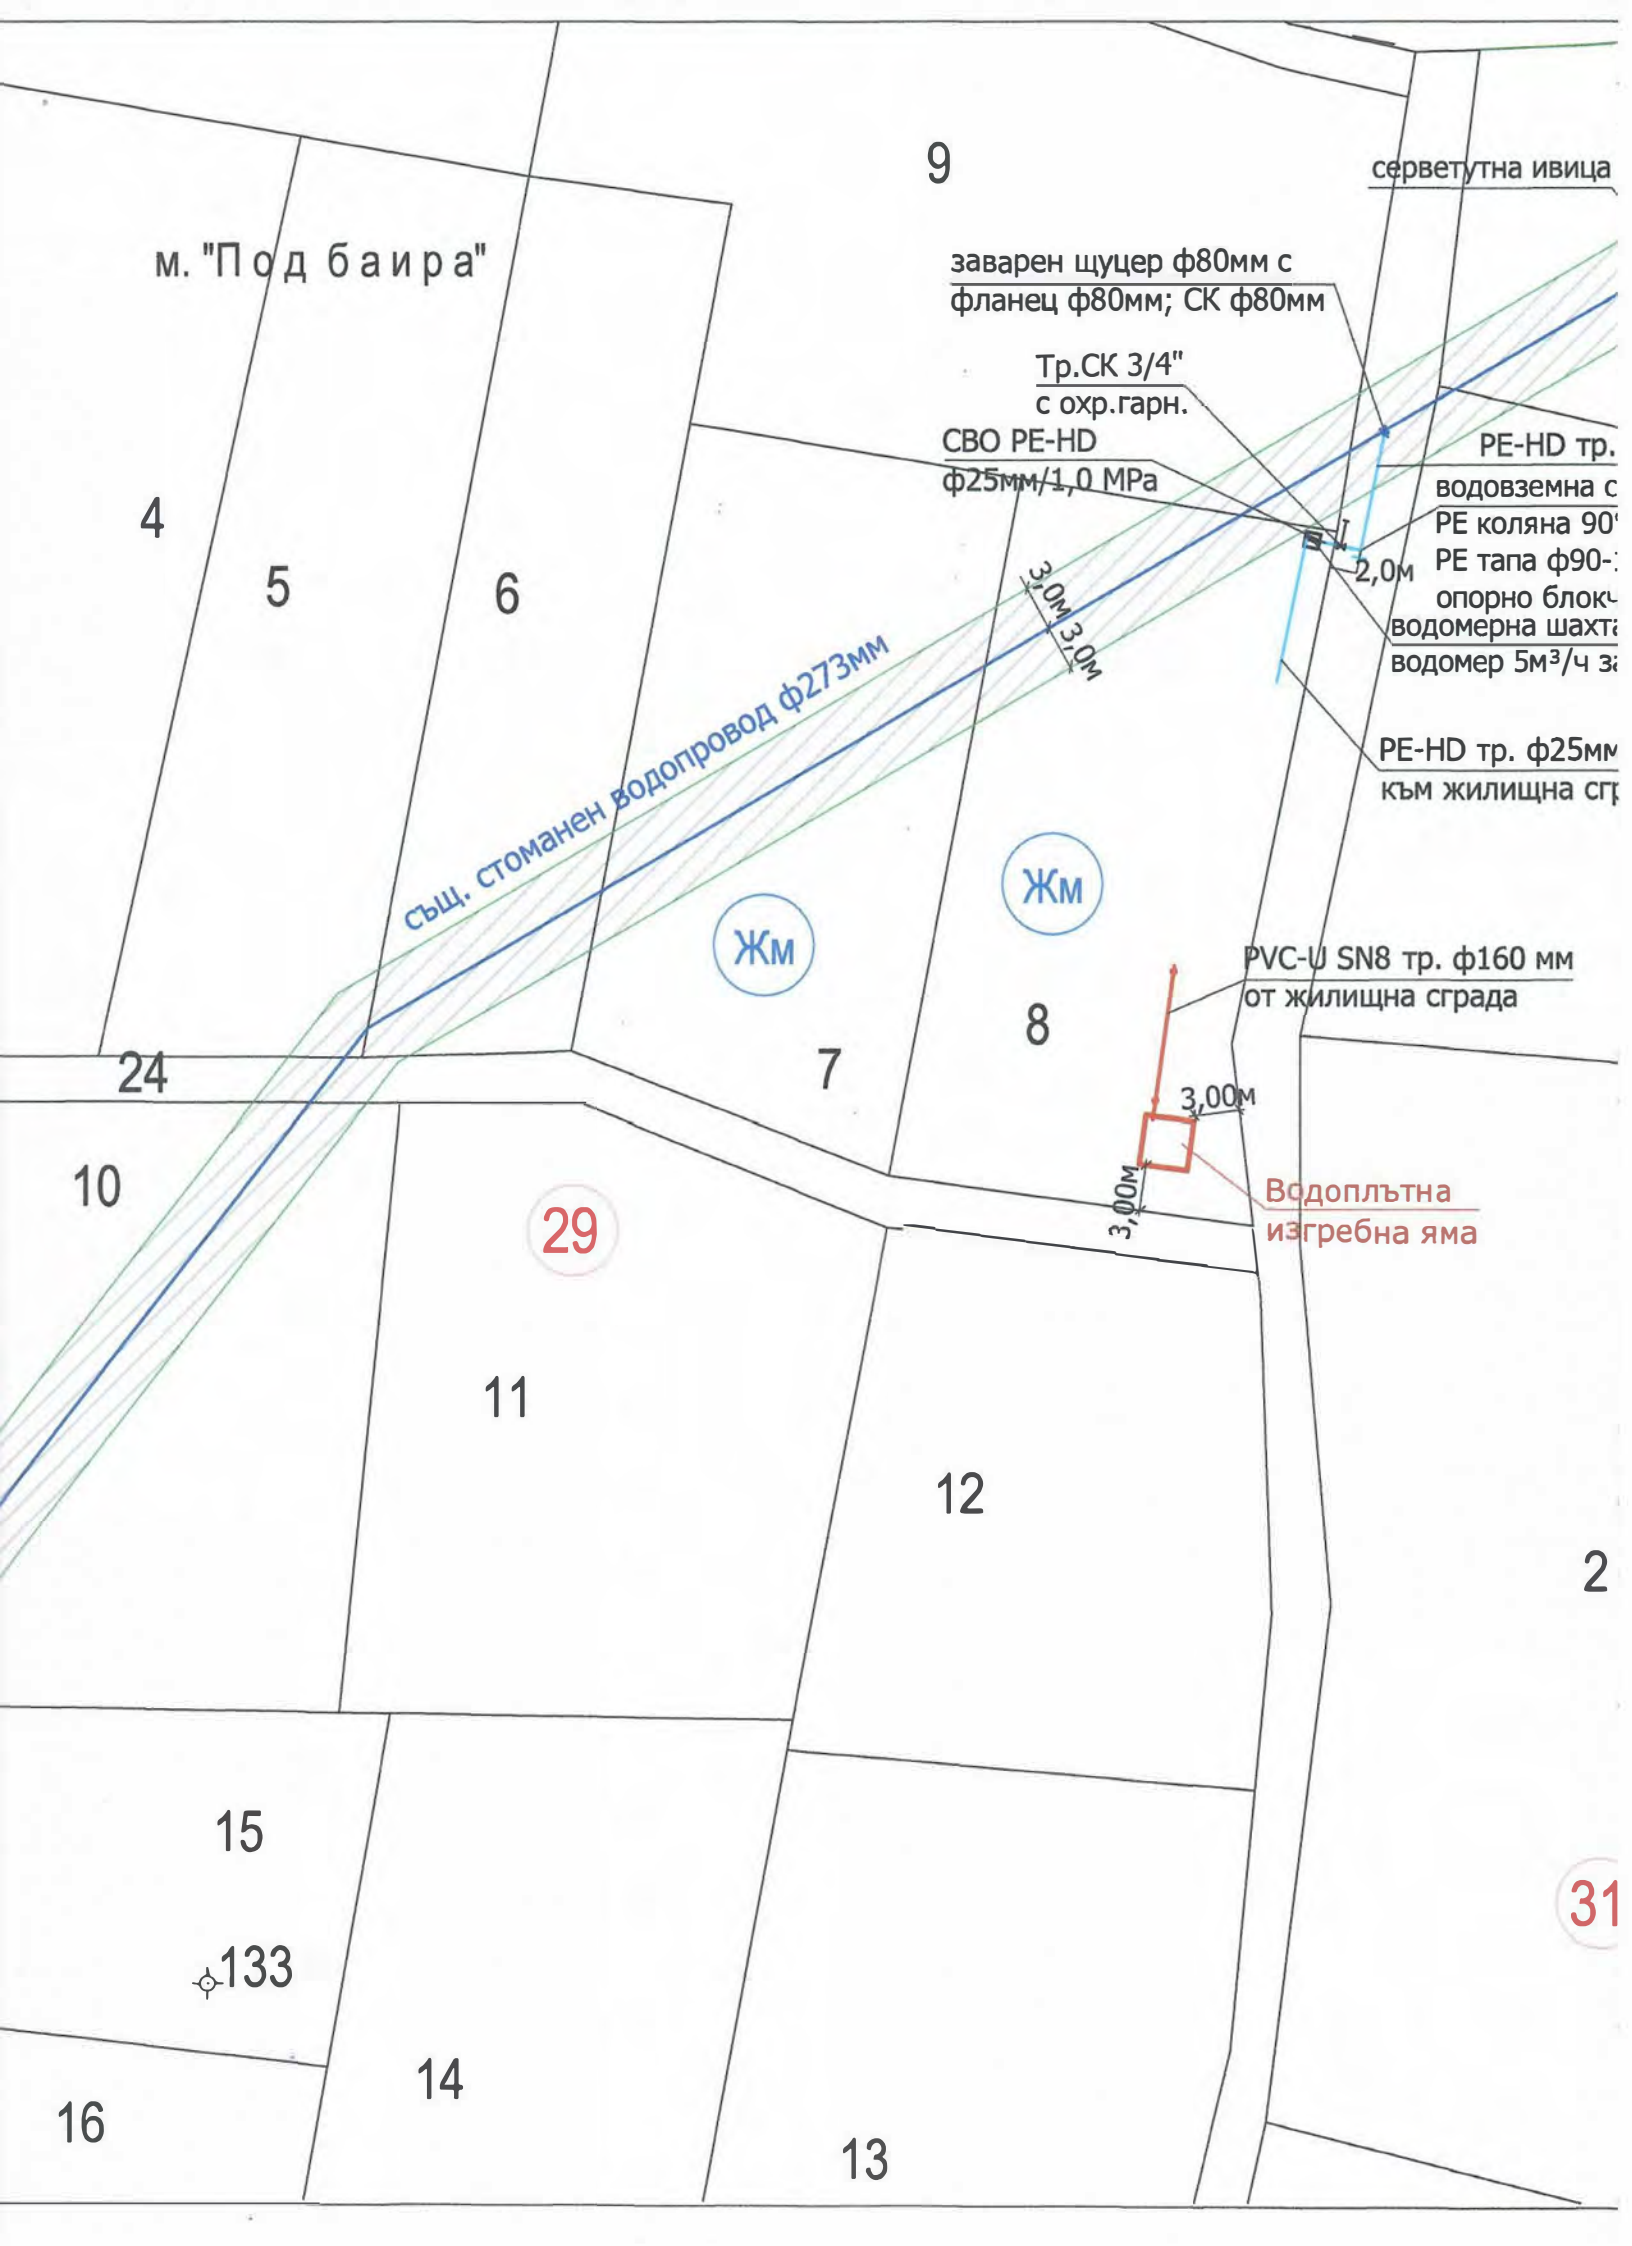 9
серветутна ивица
м. "Под баира"
заварен щуцер ф80мм с
фланец ф80мм; СК ф80мм
Тр.СК 3/4"
с охр.гарн.
СВО PE-HD
ф25мм/1,0 MPa
PE-HD тр.
водовземна с
PE коляна 90°
PE тапа ф90-
опорно блокч
2,0м
водомерна шахта
водомер 5м³/ч за
4
5
6
3,0м
3,0м
същ. стоманен водопровод ф273мм
PE-HD тр. ф25мм
към жилищна сгр
Жм
Жм
PVC-U SN8 тр. ф160 мм
от жилищна сграда
8
7
24
3,00м
3,00м
Водоплътна
изгребна яма
10
29
11
12
2
15
31
133
14
16
13